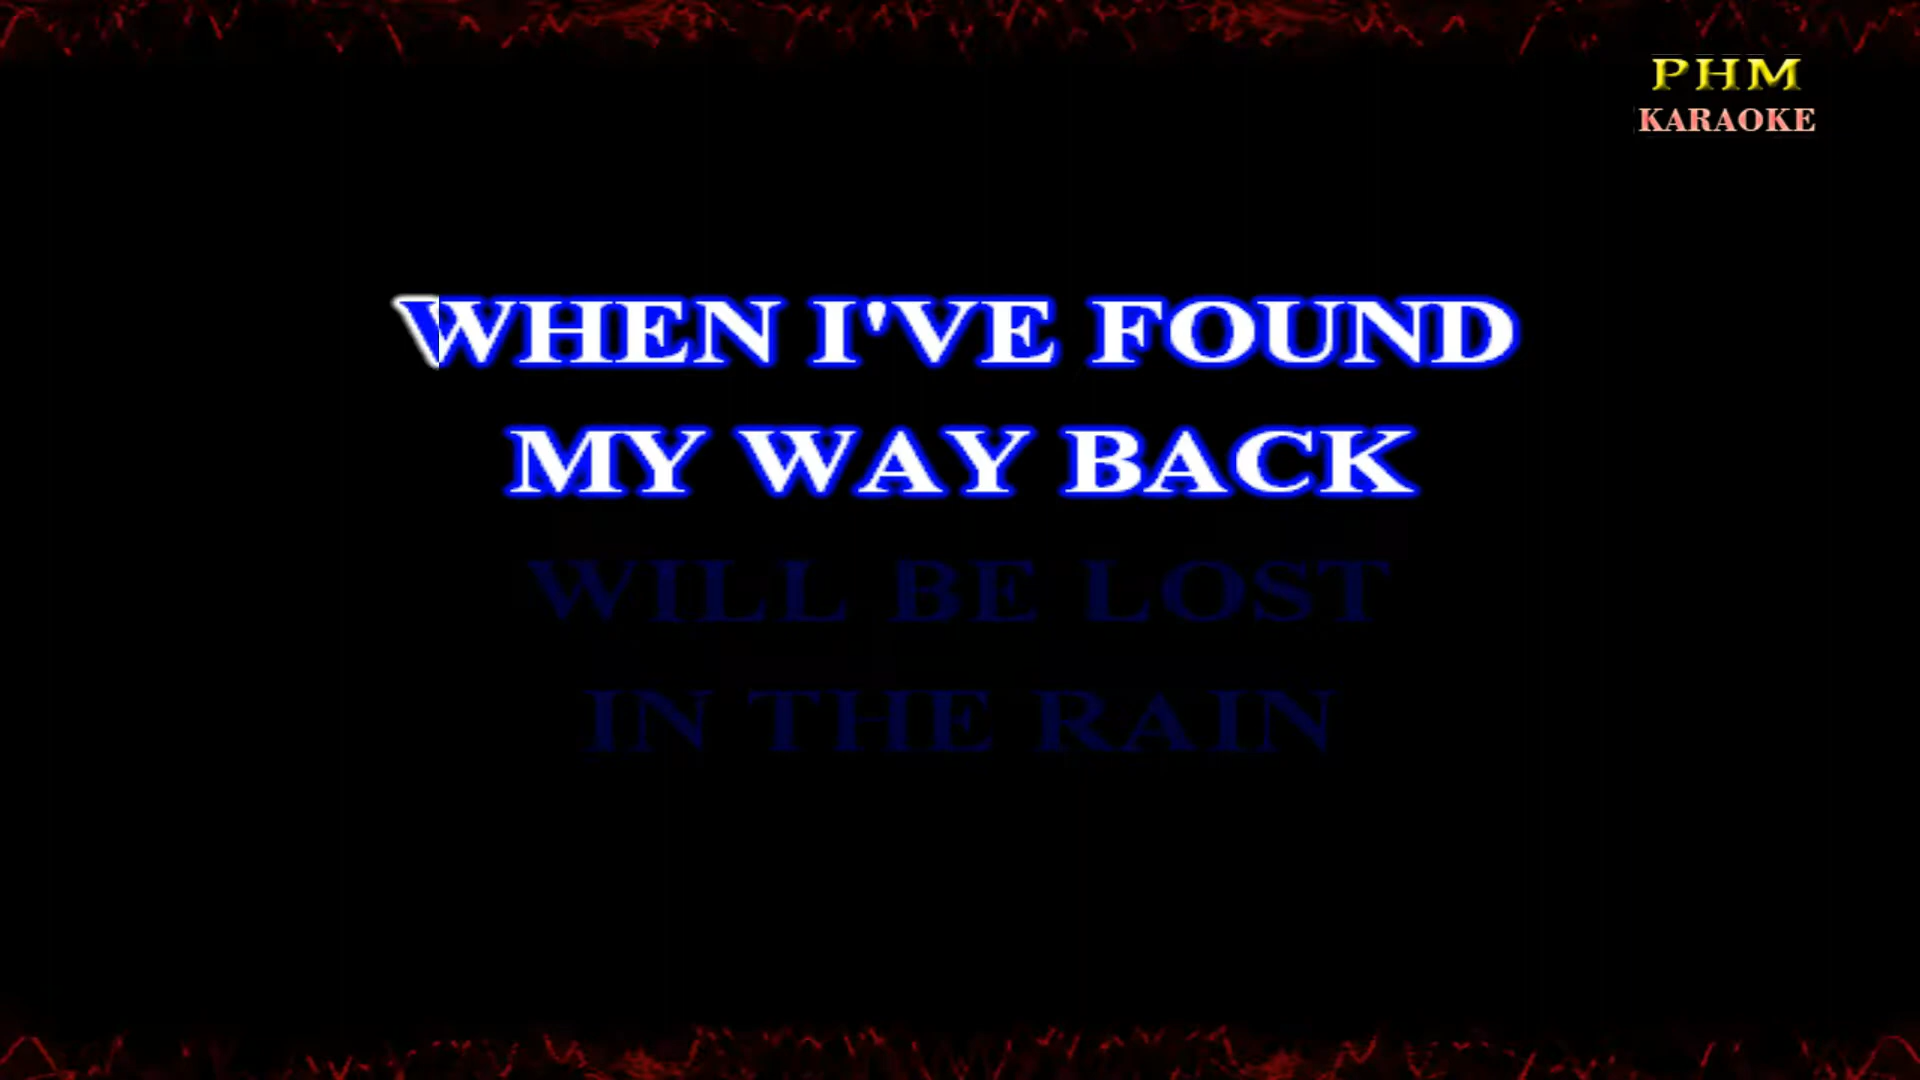 PHM
KARAOKE
WHEN I'VE FOUND
MY WAY BACK
WILL BE LOST
IN THE RAIN